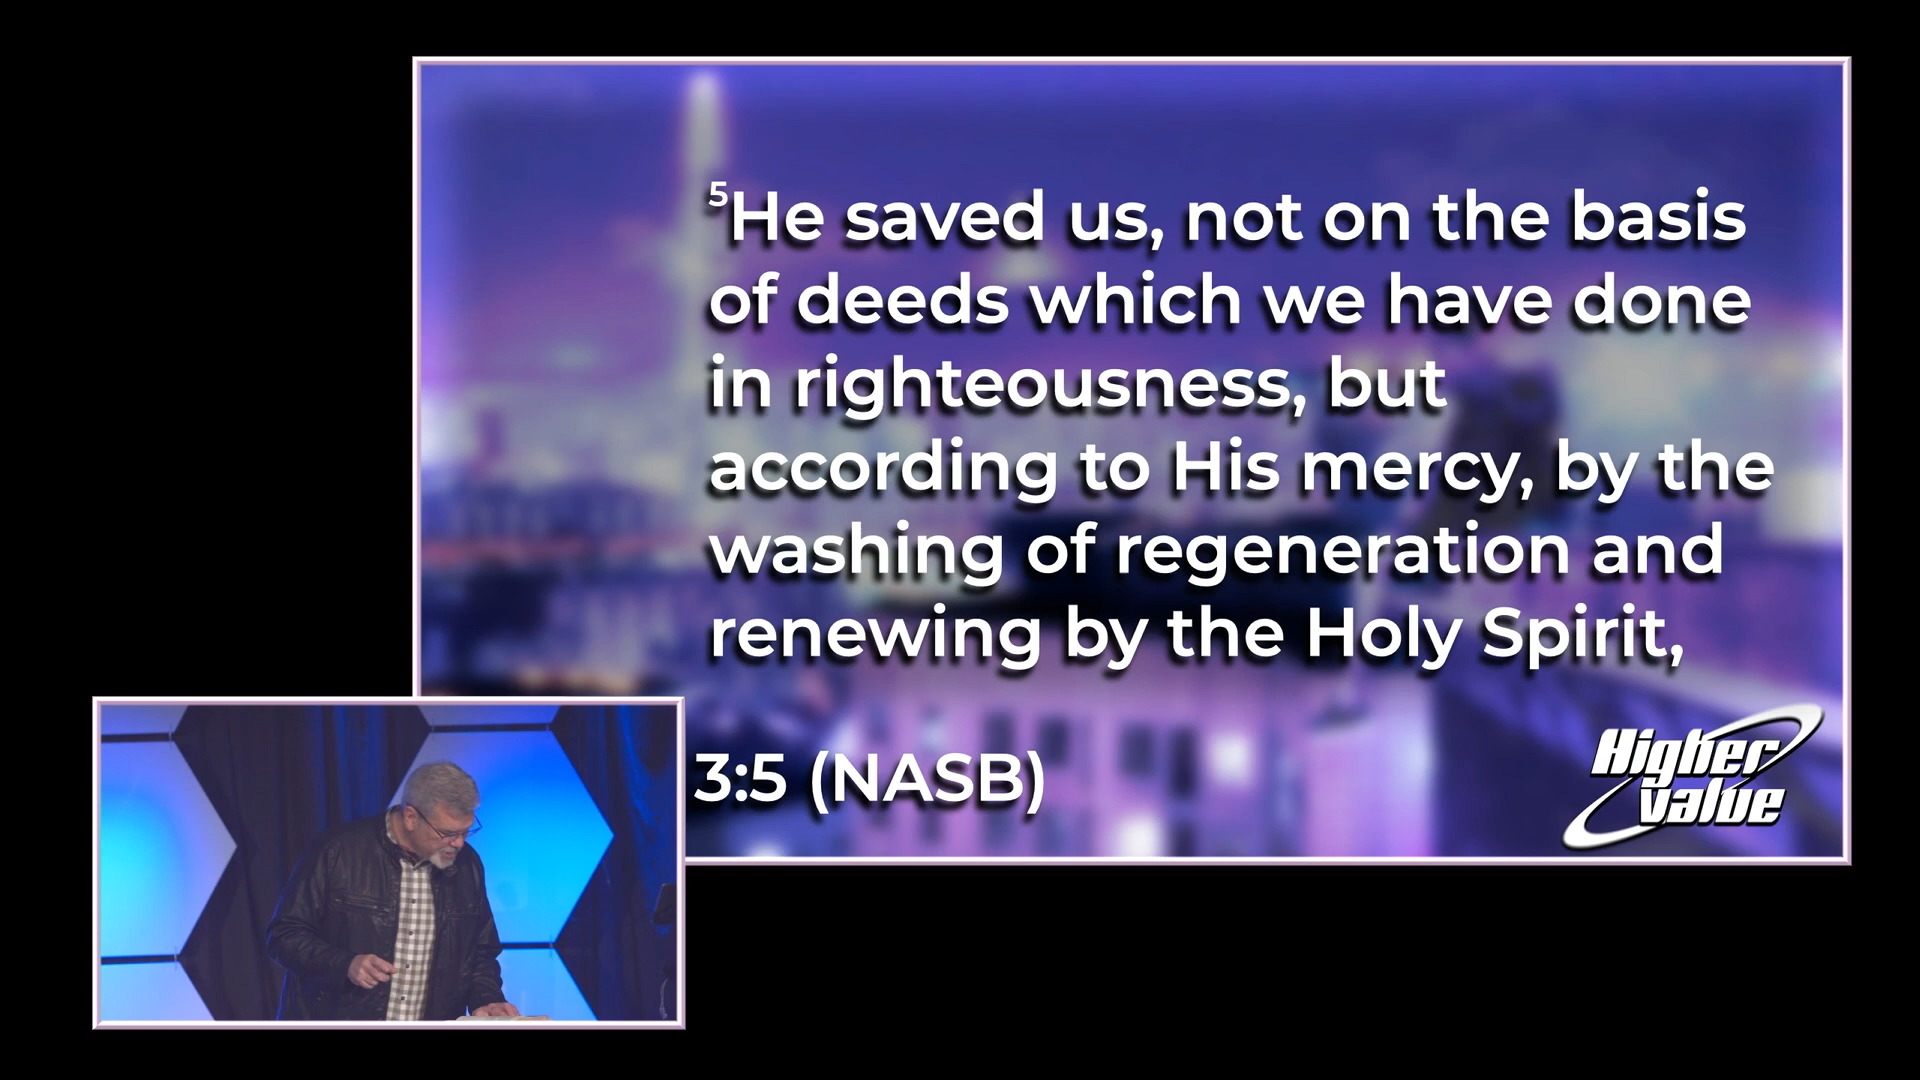 5He saved us, not on the basis
of deeds which we have done
in righteousness, but
according to His mercy, by the
washing of regeneration and
renewing by the Holy Spirit,
3:5 (NASB)
Higher
value